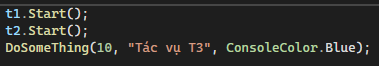 t1.Start();
t2.Start();
DoSomeThing(10, "Tác vụ T3", ConsoleColor.Blue);